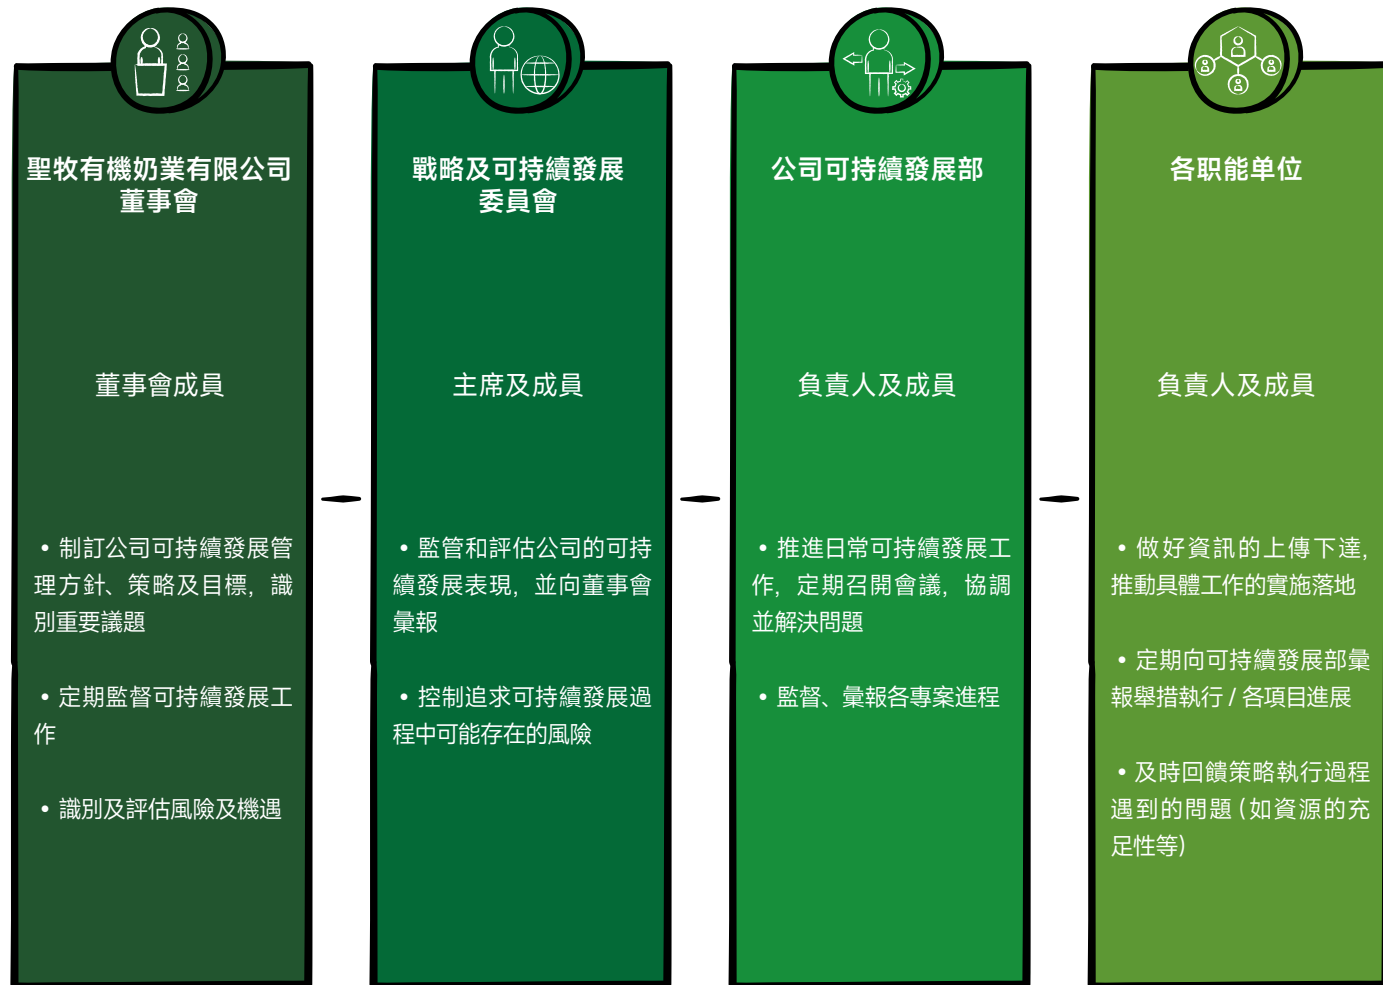 聖牧有機奶業有限公司
董事會
董事會成員
• 制訂公司可持續發展管
理方針、策略及目標，識
別重要議題
• 定期監督可持續發展工
作
• 識別及評估風險及機遇
戰略及可持續發展
委員會
主席及成員
• 監管和評估公司的可持
續發展表現，並向董事會
彙報
• 控制追求可持續發展過
程中可能存在的風險
公司可持續發展部
負責人及成員
• 推進日常可持續發展工
作，定期召開會議，協調
並解決問題
• 監督、彙報各專案進程
各职能单位
負責人及成員
• 做好資訊的上傳下達，
推動具體工作的實施落地
• 定期向可持續發展部彙
報舉措執行 / 各項目進展
• 及時回饋策略執行過程
遇到的問題（如資源的充
足性等）